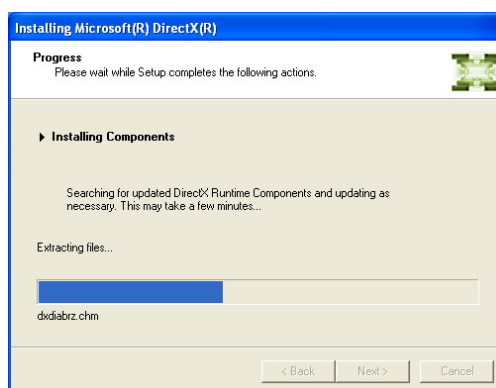 Installing Microsoft(R) DirectX(R)
Progress
Please wait while Setup completes the following actions.
Installing Components
Searching for updated DirectX Runtime Components and updating as
necessary. This may take a few minutes...
Extracting files...
dxdiabrz.chm
< Back Next > Cancel